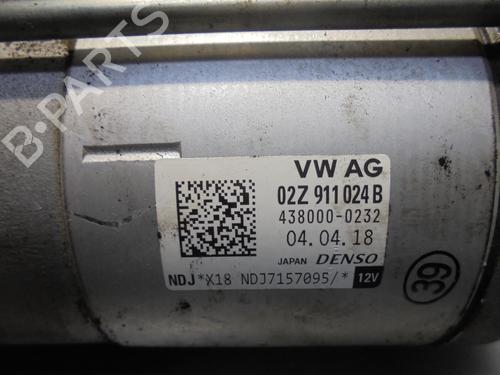 B-PARTS
VW AG
02Z 911 024 B
438000-0232
04.04.18
JAPAN DENSO
NDJ*X18 NDJ7157095/* 12V
39